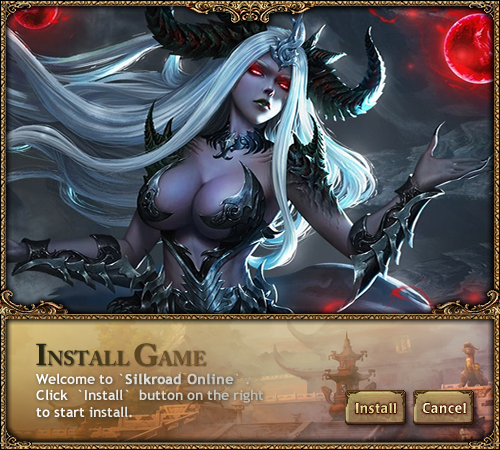 INSTALL GAME
Welcome to `Silkroad Online` .
Click `Install` button on the right
to start install.
Install
Cancel